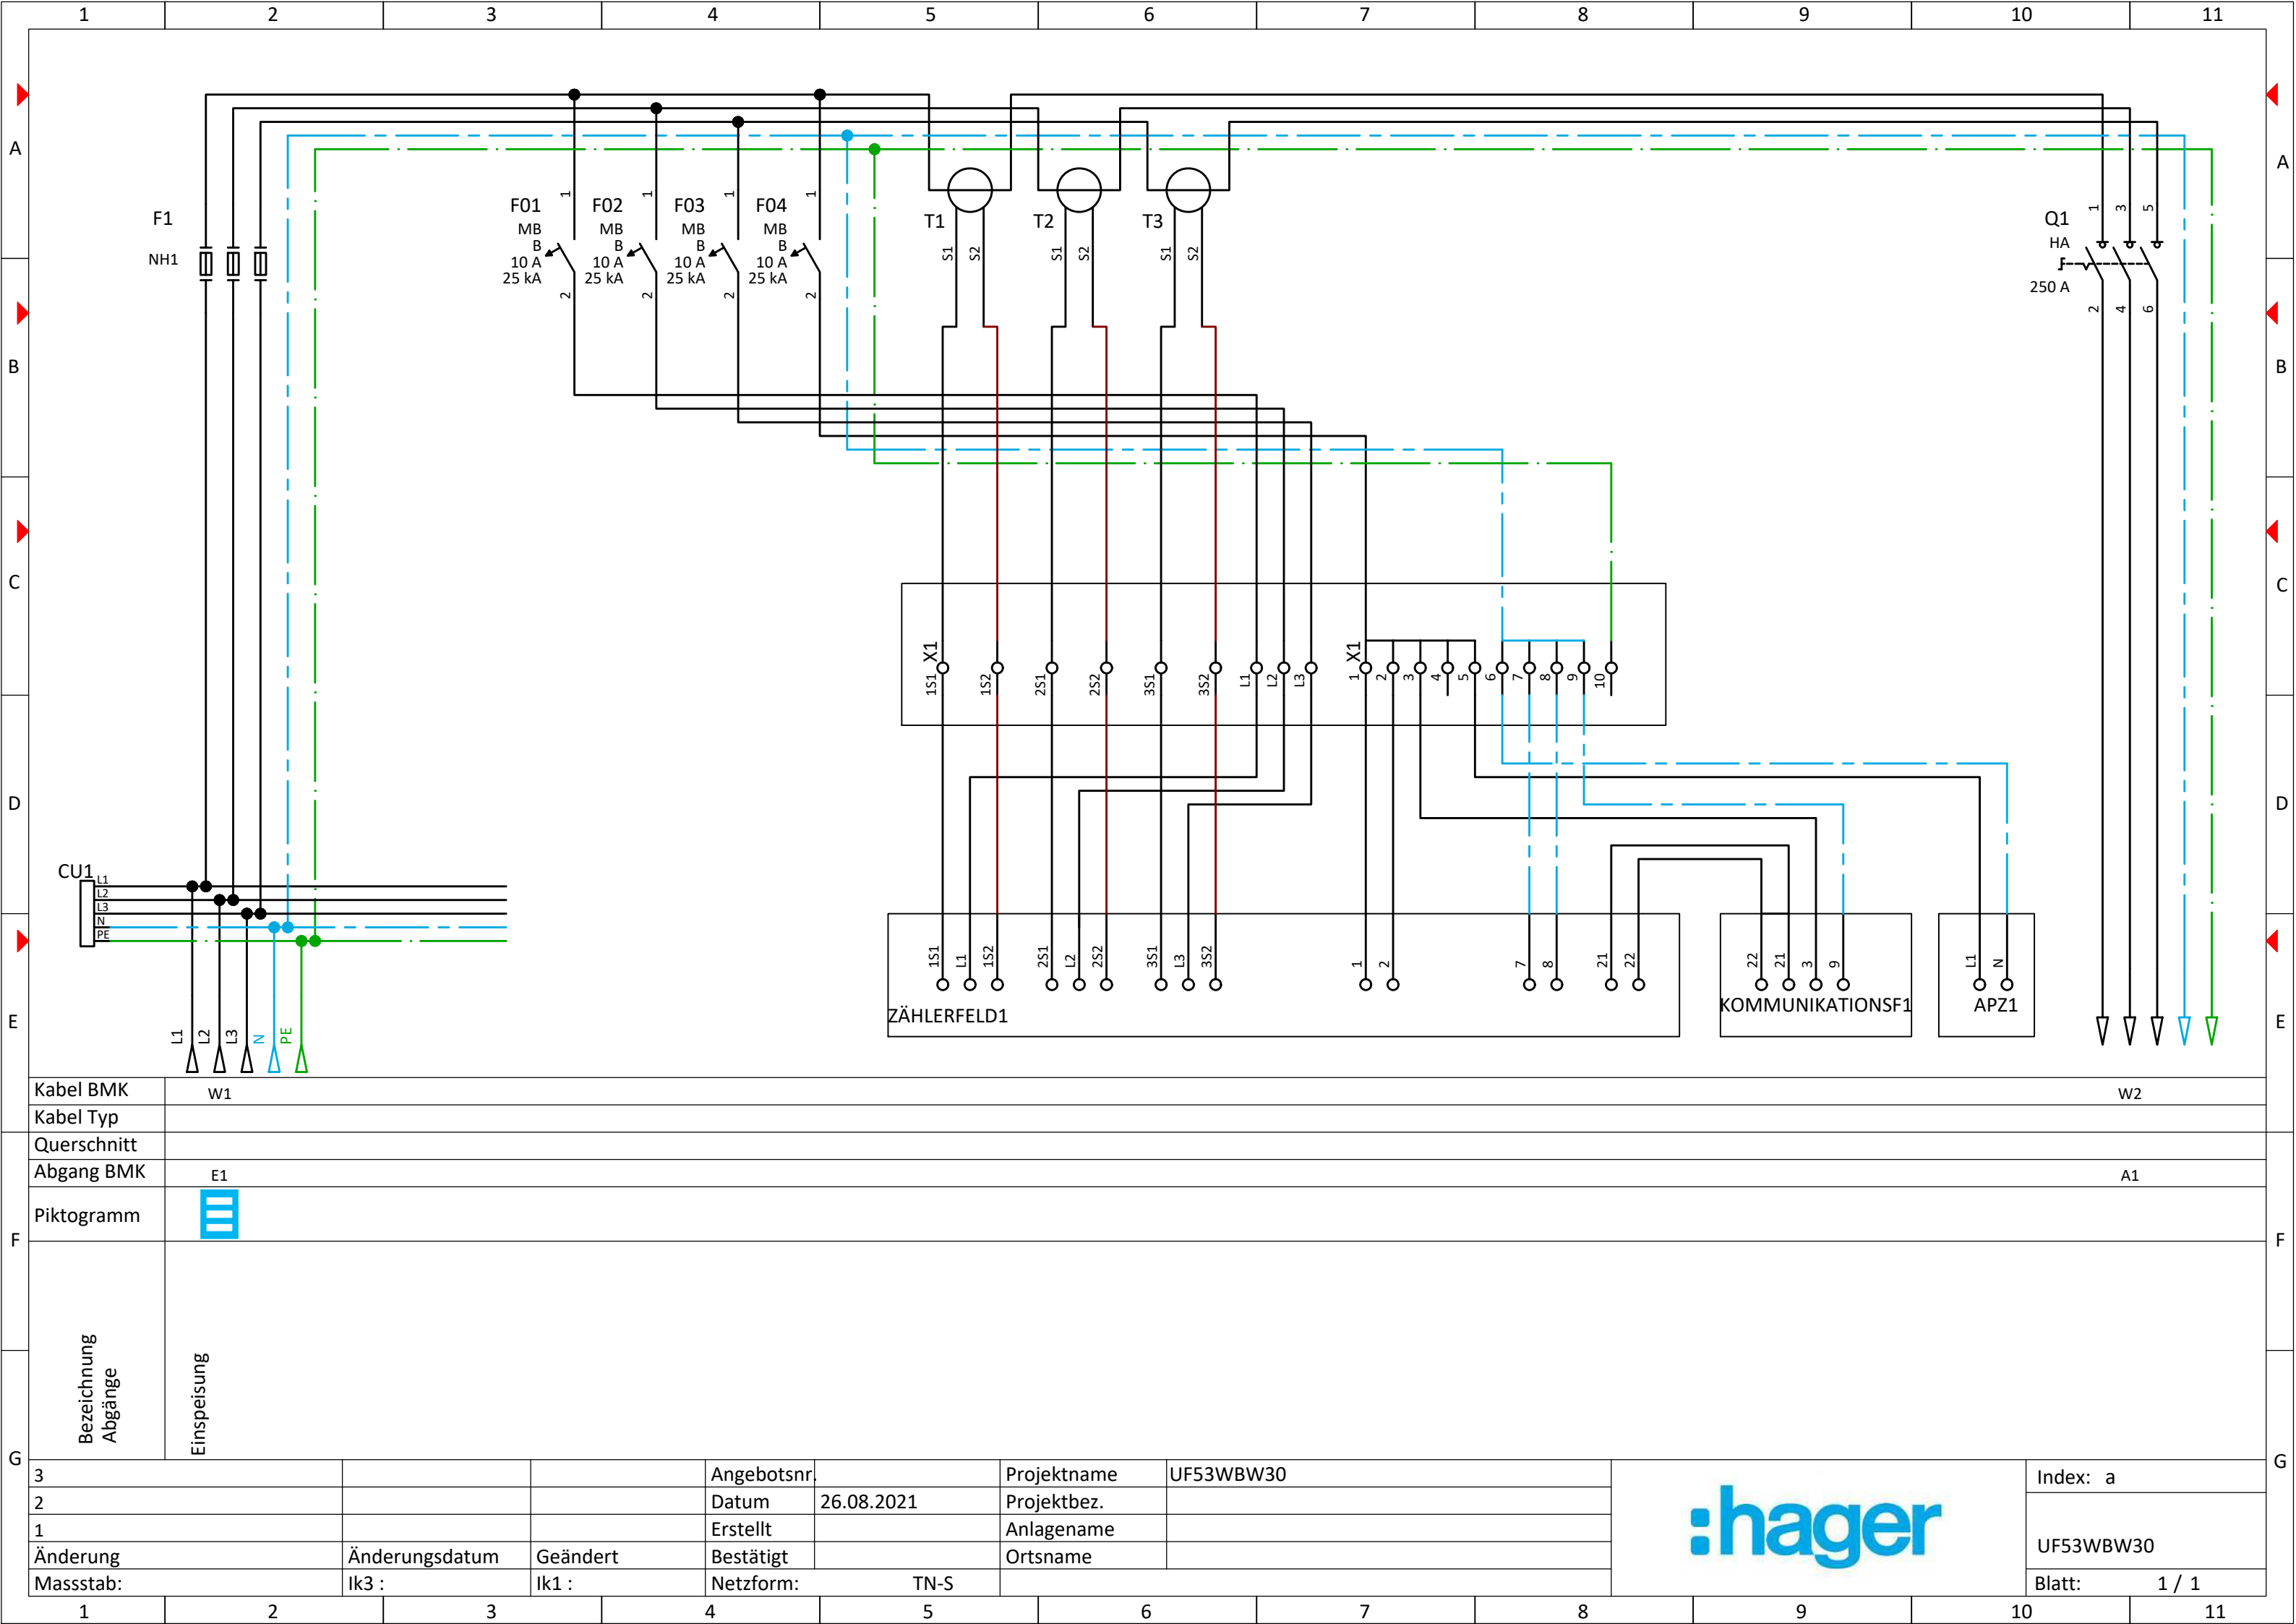 1 2 3 4 5 6 7 8 9 10 11
A A
F1
NH1
F01
MB
B
10 A
25 kA
1
2
F02
MB
B
10 A
25 kA
1
2
F03
MB
B
10 A
25 kA
1
2
F04
MB
B
10 A
25 kA
1
2
T1
S1
S2
T2
S1
S2
T3
S1
S2
Q1
HA
250 A
1 3 5
2 4 6
B B
C C
X1
1S1 1S2 2S1 2S2 3S1 3S2 L1 L2 L3
X1
1 2 3 4 5 6 7 8 9 10
D D
CU1
L1
L2
L3
N
PE
1S1 L1 1S2 2S1 L2 2S2 3S1 L3 3S2 1 2 7 8 21 22
ZÄHLERFELD1
22 21 3 9
KOMMUNIKATIONSF1
L1 N
APZ1
E E
L1 L2 L3 N PE
Kabel BMK W1 W2
Kabel Typ
Querschnitt
Abgang BMK E1 A1
Piktogramm
F F
Bezeichnung
Abgänge
Einspeisung
G G
3 Angebotsnr. Projektname UF53WBW30
2 Datum 26.08.2021 Projektbez.
1 Erstellt Anlagename
Änderung Änderungsdatum Geändert Bestätigt Ortsname
Massstab: Ik3 : Ik1 : Netzform: TN-S
:hager
Index: a
UF53WBW30
Blatt: 1 / 1
1 2 3 4 5 6 7 8 9 10 11